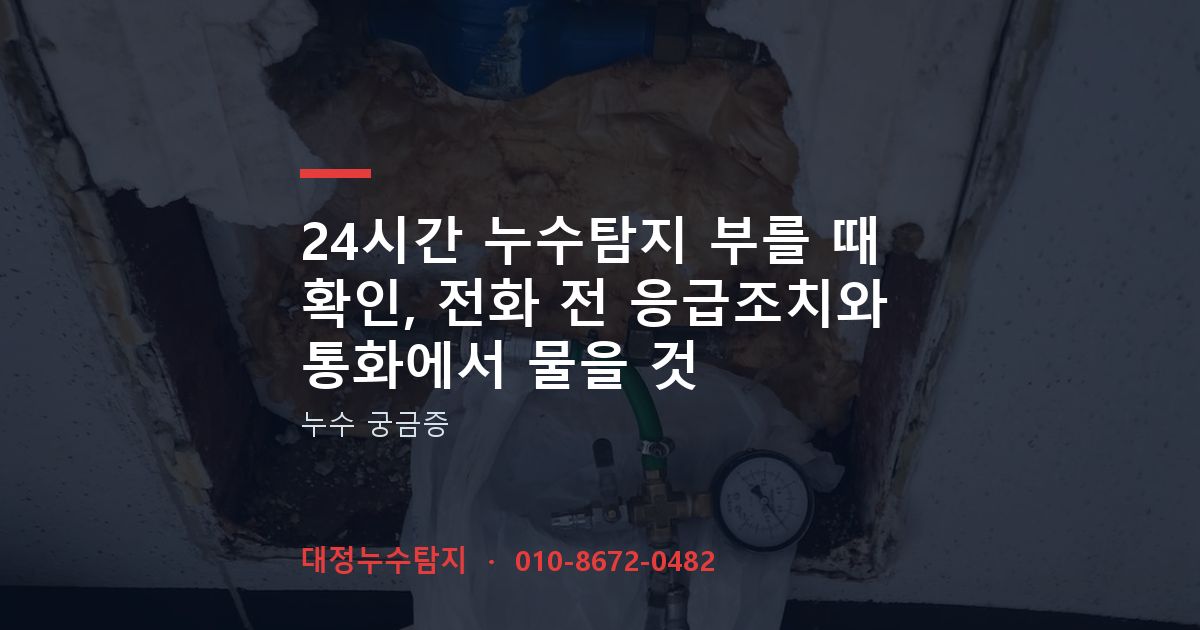 24시간 누수탐지 부를 때
확인, 전화 전 응급조치와
통화에서 물을 것
누수 궁금증
대정누수탐지 · 010-8672-0482